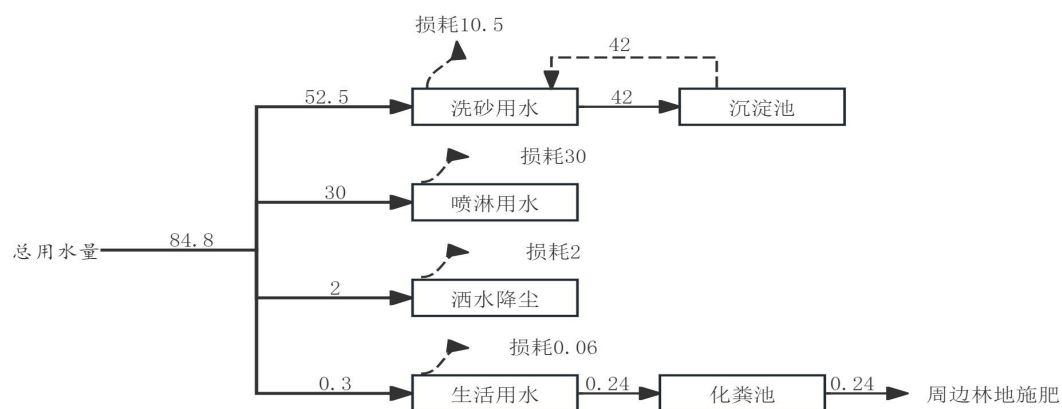 损耗10.5
42
52.5
洗砂用水
42
沉淀池
损耗30
30
喷淋用水
总用水量
84.8
损耗2
2
洒水降尘
损耗0.06
0.3
生活用水
0.24
化粪池
0.24
周边林地施肥